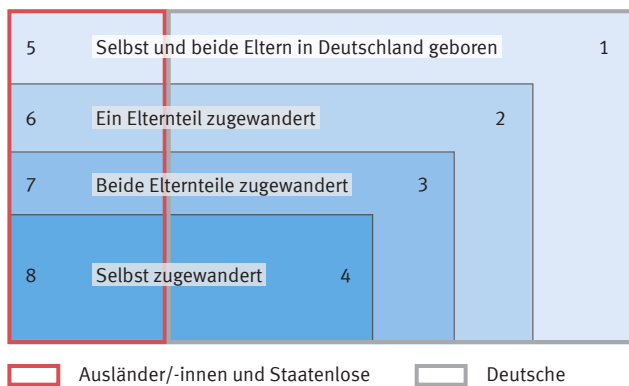 5 Selbst und beide Eltern in Deutschland geboren 1
6 Ein Elternteil zugewandert 2
7 Beide Elternteile zugewandert 3
8 Selbst zugewandert 4
Ausländer/-innen und Staatenlose Deutsche